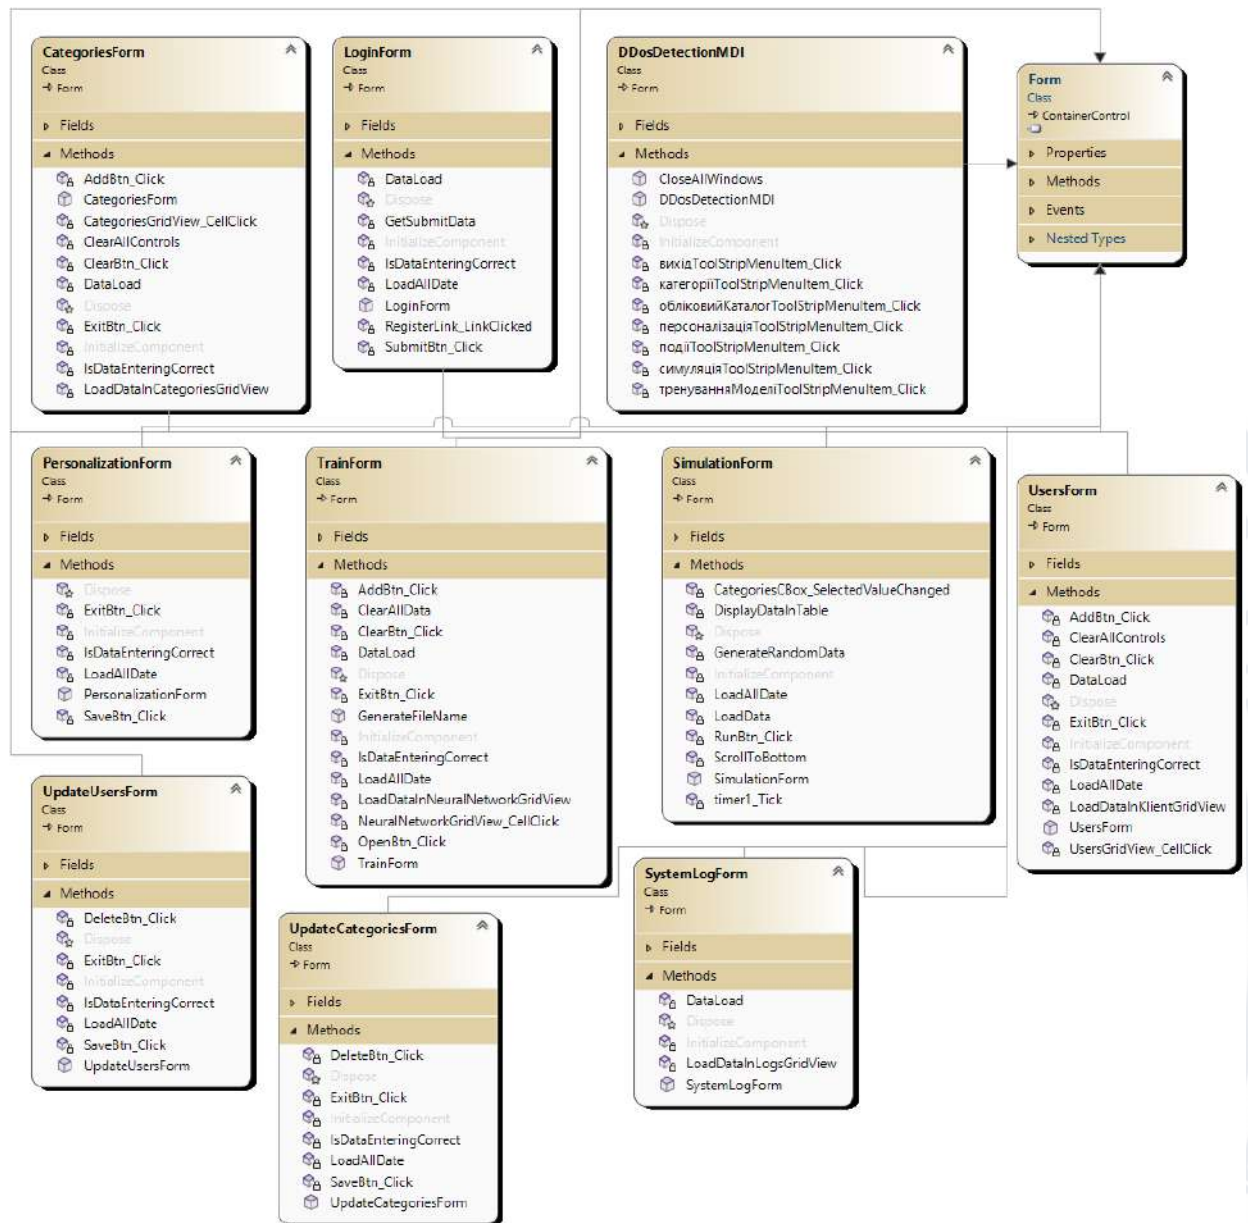 CategoriesForm
Class
Form
Fields
Methods
AddBtn_Click
CategoriesForm
CategoriesGridView_CellClick
ClearAllControls
ClearBtn_Click
DataLoad
Dispose
ExitBtn_Click
InitializeComponent
IsDataEnteringCorrect
LoadDataInCategoriesGridView
LoginForm
Class
Form
Fields
Methods
DataLoad
Dispose
GetSubmitData
InitializeComponent
IsDataEnteringCorrect
LoadAllDate
LoginForm
RegisterLink_LinkClicked
SubmitBtn_Click
DDosDetectionMDI
Class
Form
Fields
Methods
CloseAllWindows
DDosDetectionMDI
Dispose
InitializeComponent
вихідToolStripMenuItem_Click
категоріїToolStripMenuItem_Click
обліковийКаталогToolStripMenuItem_Click
персоналізаціяToolStripMenuItem_Click
подіїToolStripMenuItem_Click
симуляціяToolStripMenuItem_Click
тренуванняМоделіToolStripMenuItem_Click
Form
Class
ContainerControl
Properties
Methods
Events
Nested Types
PersonalizationForm
Class
Form
Fields
Methods
Dispose
ExitBtn_Click
InitializeComponent
IsDataEnteringCorrect
LoadAllDate
PersonalizationForm
SaveBtn_Click
TrainForm
Class
Form
Fields
Methods
AddBtn_Click
ClearAllData
ClearBtn_Click
DataLoad
Dispose
ExitBtn_Click
GenerateFileName
InitializeComponent
IsDataEnteringCorrect
LoadAllDate
LoadDataInNeuralNetworkGridView
NeuralNetworkGridView_CellClick
OpenBtn_Click
TrainForm
SimulationForm
Class
Form
Fields
Methods
CategoriesCBox_SelectedValueChanged
DisplayDataInTable
Dispose
GenerateRandomData
InitializeComponent
LoadAllDate
LoadData
RunBtn_Click
ScrollToBottom
SimulationForm
timer1_Tick
UsersForm
Class
Form
Fields
Methods
AddBtn_Click
ClearAllControls
ClearBtn_Click
DataLoad
Dispose
ExitBtn_Click
InitializeComponent
IsDataEnteringCorrect
LoadAllDate
LoadDataInKlientGridView
UsersForm
UsersGridView_CellClick
UpdateUsersForm
Class
Form
Fields
Methods
DeleteBtn_Click
Dispose
ExitBtn_Click
InitializeComponent
IsDataEnteringCorrect
LoadAllDate
SaveBtn_Click
UpdateUsersForm
UpdateCategoriesForm
Class
Form
Fields
Methods
DeleteBtn_Click
Dispose
ExitBtn_Click
InitializeComponent
IsDataEnteringCorrect
LoadAllDate
SaveBtn_Click
UpdateCategoriesForm
SystemLogForm
Class
Form
Fields
Methods
DataLoad
Dispose
InitializeComponent
LoadDataInLogsGridView
SystemLogForm